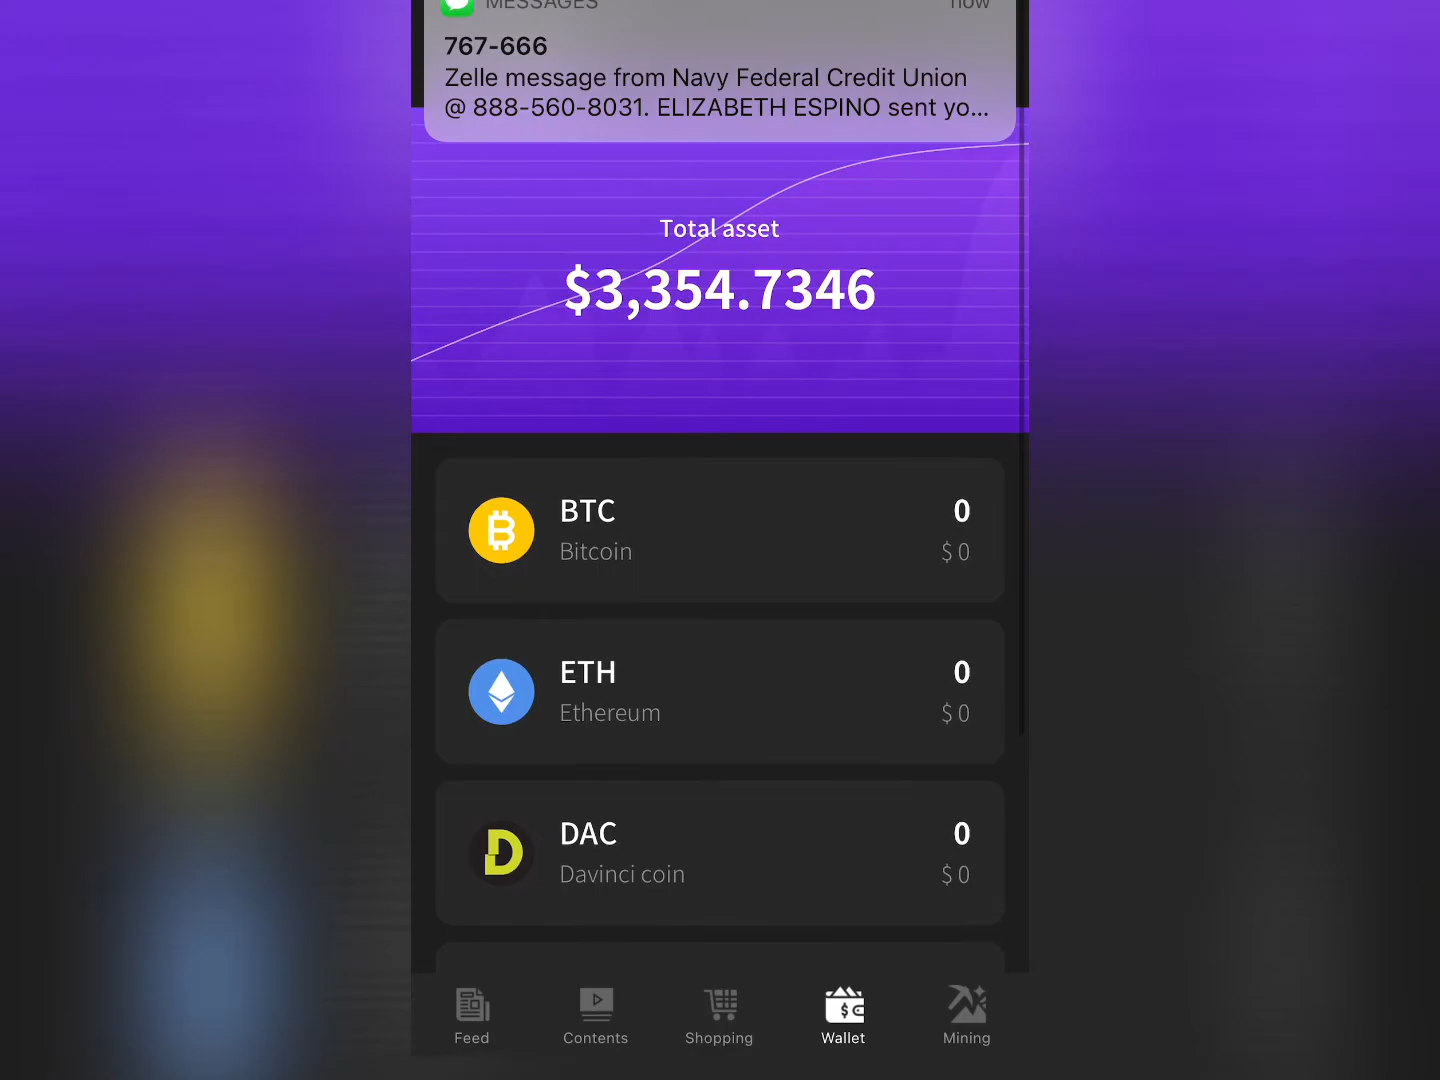 MESSAGES now
767-666
Zelle message from Navy Federal Credit Union
@ 888-560-8031. ELIZABETH ESPINO sent yo...
Total asset
$3,354.7346
BTC 0
Bitcoin $ 0
ETH 0
Ethereum $ 0
DAC 0
Davinci coin $ 0
Feed Contents Shopping Wallet Mining